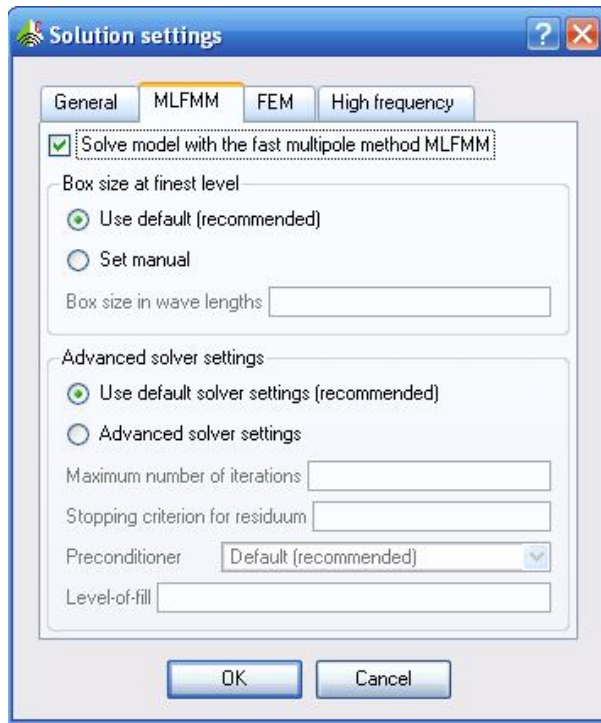 Solution settings
General MLFMM FEM High frequency
Solve model with the fast multipole method MLFMM
Box size at finest level
Use default (recommended)
Set manual
Box size in wave lengths
Advanced solver settings
Use default solver settings (recommended)
Advanced solver settings
Maximum number of iterations
Stopping criterion for residuum
Preconditioner Default (recommended)
Level-of-fill
OK Cancel